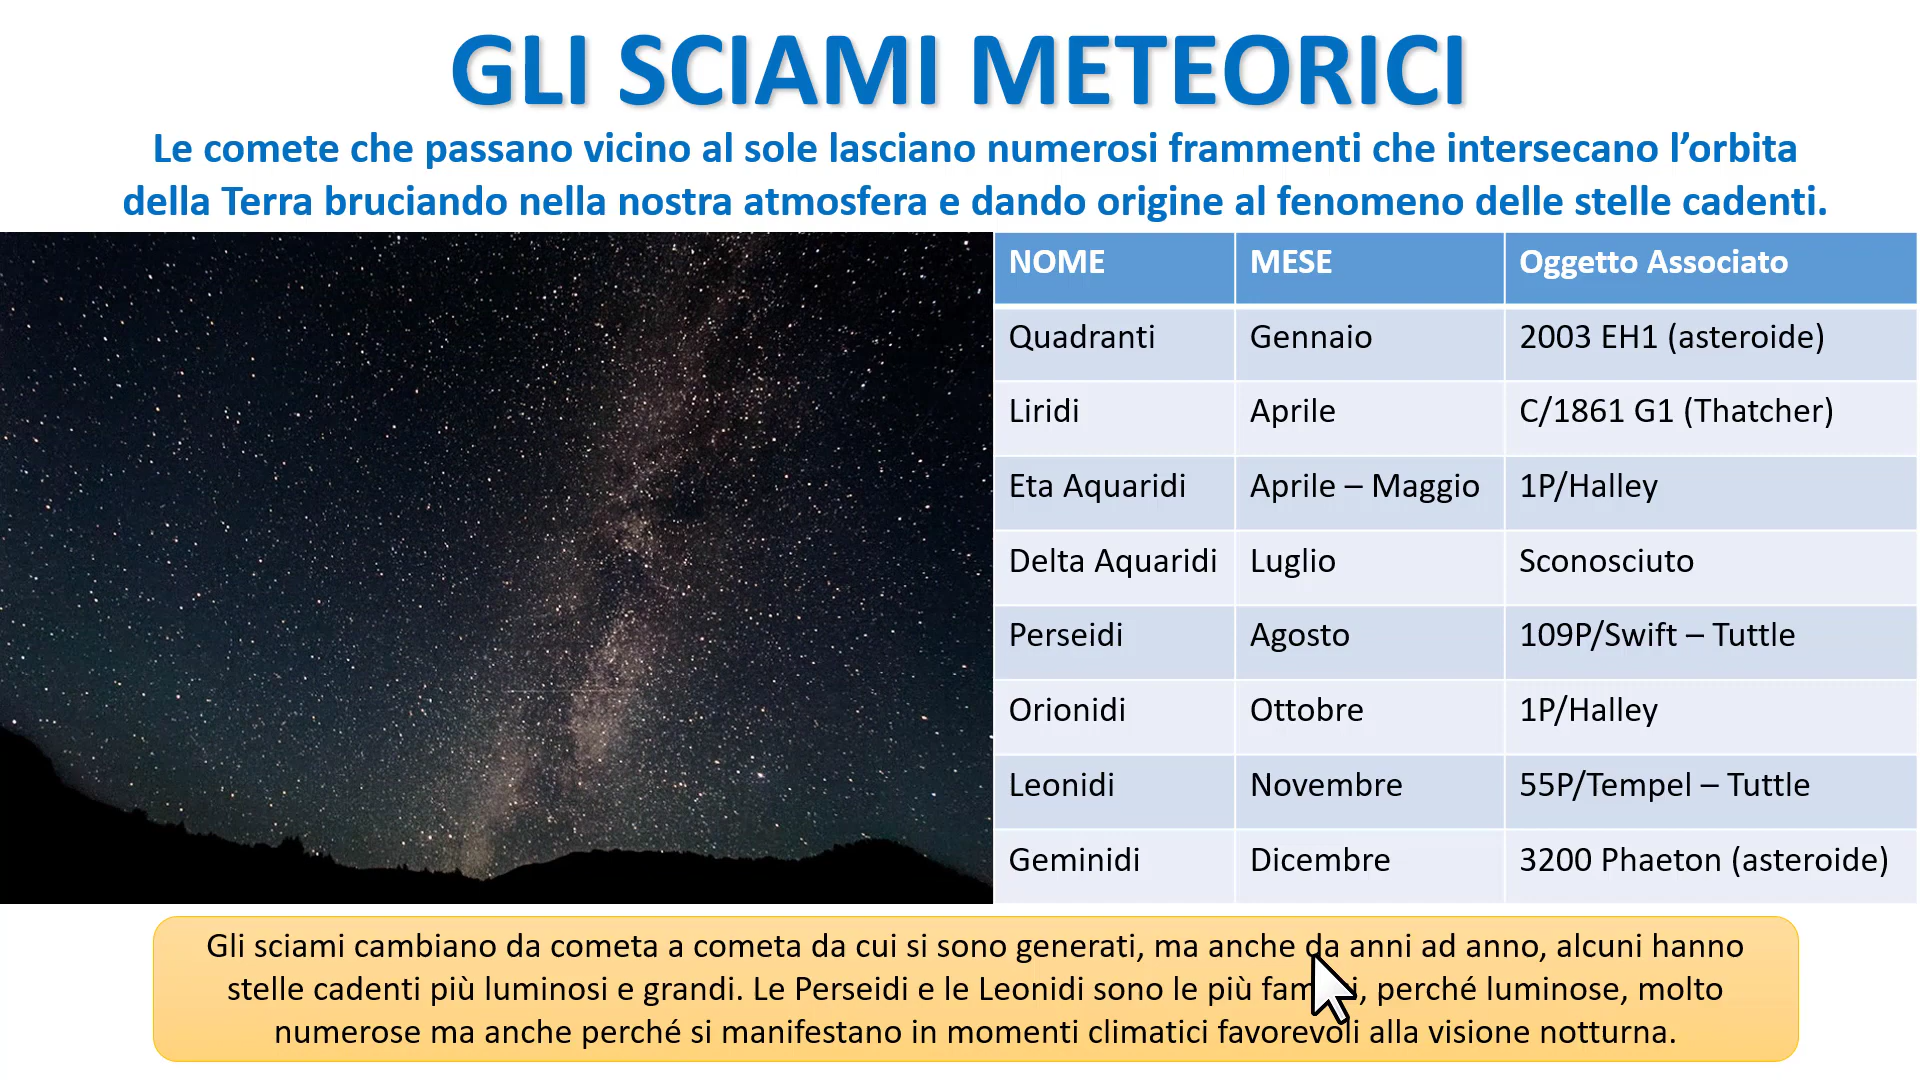 GLI SCIAMI METEORICI
Le comete che passano vicino al sole lasciano numerosi frammenti che intersecano l’orbita
della Terra bruciando nella nostra atmosfera e dando origine al fenomeno delle stelle cadenti.
NOME MESE Oggetto Associato
Quadranti Gennaio 2003 EH1 (asteroide)
Liridi Aprile C/1861 G1 (Thatcher)
Eta Aquaridi Aprile – Maggio 1P/Halley
Delta Aquaridi Luglio Sconosciuto
Perseidi Agosto 109P/Swift – Tuttle
Orionidi Ottobre 1P/Halley
Leonidi Novembre 55P/Tempel – Tuttle
Geminidi Dicembre 3200 Phaeton (asteroide)
Gli sciami cambiano da cometa a cometa da cui si sono generati, ma anche da anni ad anno, alcuni hanno
stelle cadenti più luminosi e grandi. Le Perseidi e le Leonidi sono le più perché luminose, molto
numerose ma anche perché si manifestano in momenti climatici favorevoli alla visione notturna.